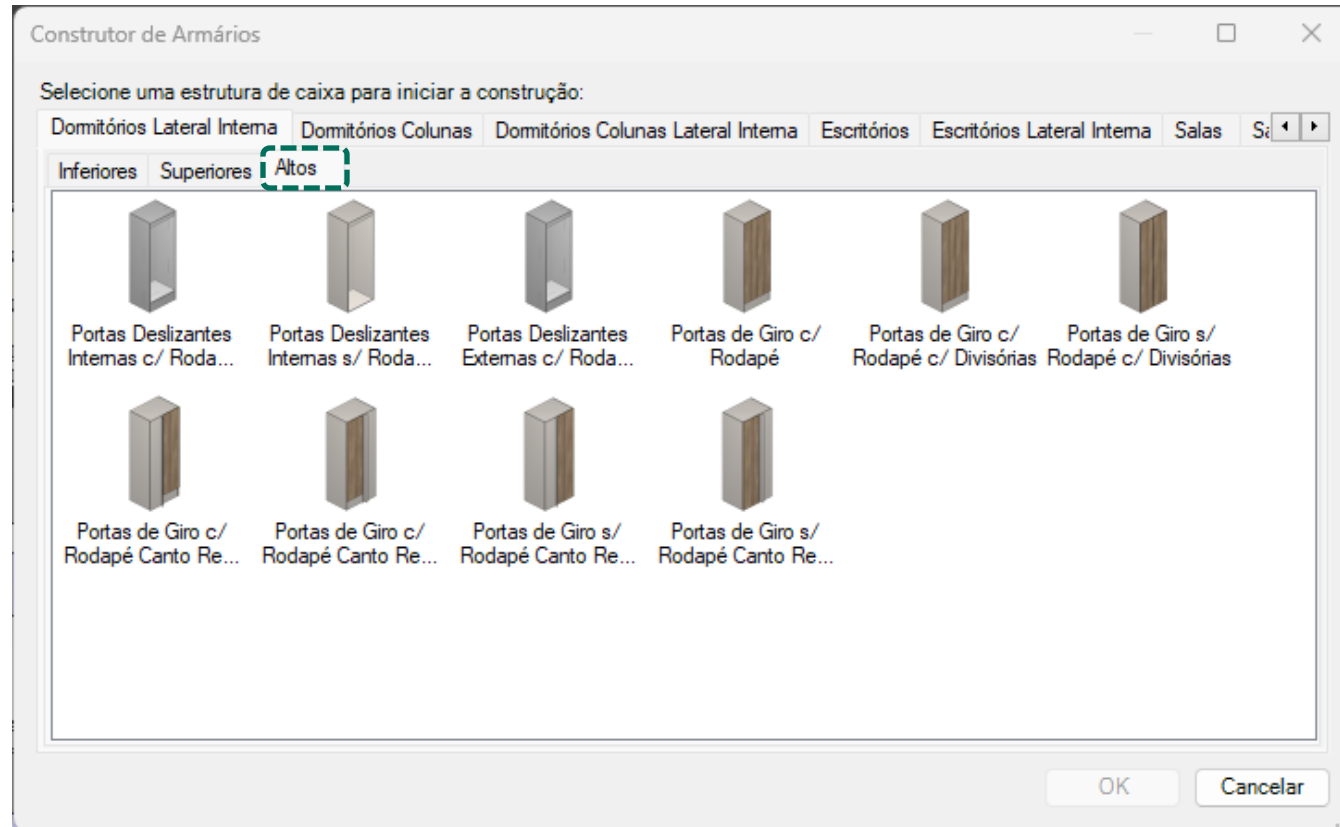 Construtor de Armários
Selecione uma estrutura de caixa para iniciar a construção:
Dormitórios Lateral Interna Dormitórios Colunas Dormitórios Colunas Lateral Interna Escritórios Escritórios Lateral Interna Salas
Inferiores Superiores Altos
Portas Deslizantes Portas Deslizantes Portas Deslizantes Portas de Giro c/ Portas de Giro c/ Portas de Giro s/
Internas c/ Roda... Internas s/ Roda... Externas c/ Roda... Rodapé Rodapé c/ Divisórias Rodapé c/ Divisórias
Portas de Giro c/ Portas de Giro c/ Portas de Giro s/ Portas de Giro s/
Rodapé Canto Re... Rodapé Canto Re... Rodapé Canto Re... Rodapé Canto Re...
OK Cancelar